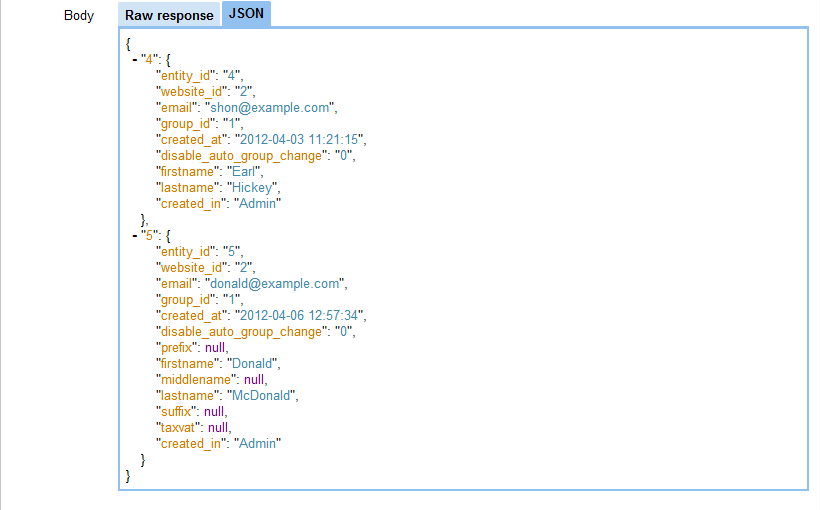 Body Raw response JSON
{
- "4": {
"entity_id": "4",
"website_id": "2",
"email": "shon@example.com",
"group_id": "1",
"created_at": "2012-04-03 11:21:15",
"disable_auto_group_change": "0",
"firstname": "Earl",
"lastname": "Hickey",
"created_in": "Admin"
},
- "5": {
"entity_id": "5",
"website_id": "2",
"email": "donald@example.com",
"group_id": "1",
"created_at": "2012-04-06 12:57:34",
"disable_auto_group_change": "0",
"prefix": null,
"firstname": "Donald",
"middlename": null,
"lastname": "McDonald",
"suffix": null,
"taxvat": null,
"created_in": "Admin"
}
}